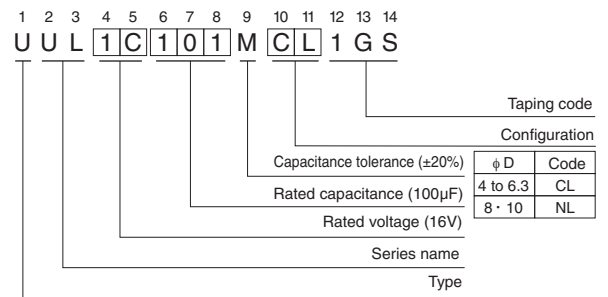 1 2 3 4 5 6 7 8 9 10 11 12 13 14
U U L 1 C 1 0 1 M C L 1 G S
Taping code
Configuration
Capacitance tolerance (±20%)
φ D Code
4 to 6.3 CL
8 · 10 NL
Rated capacitance (100µF)
Rated voltage (16V)
Series name
Type